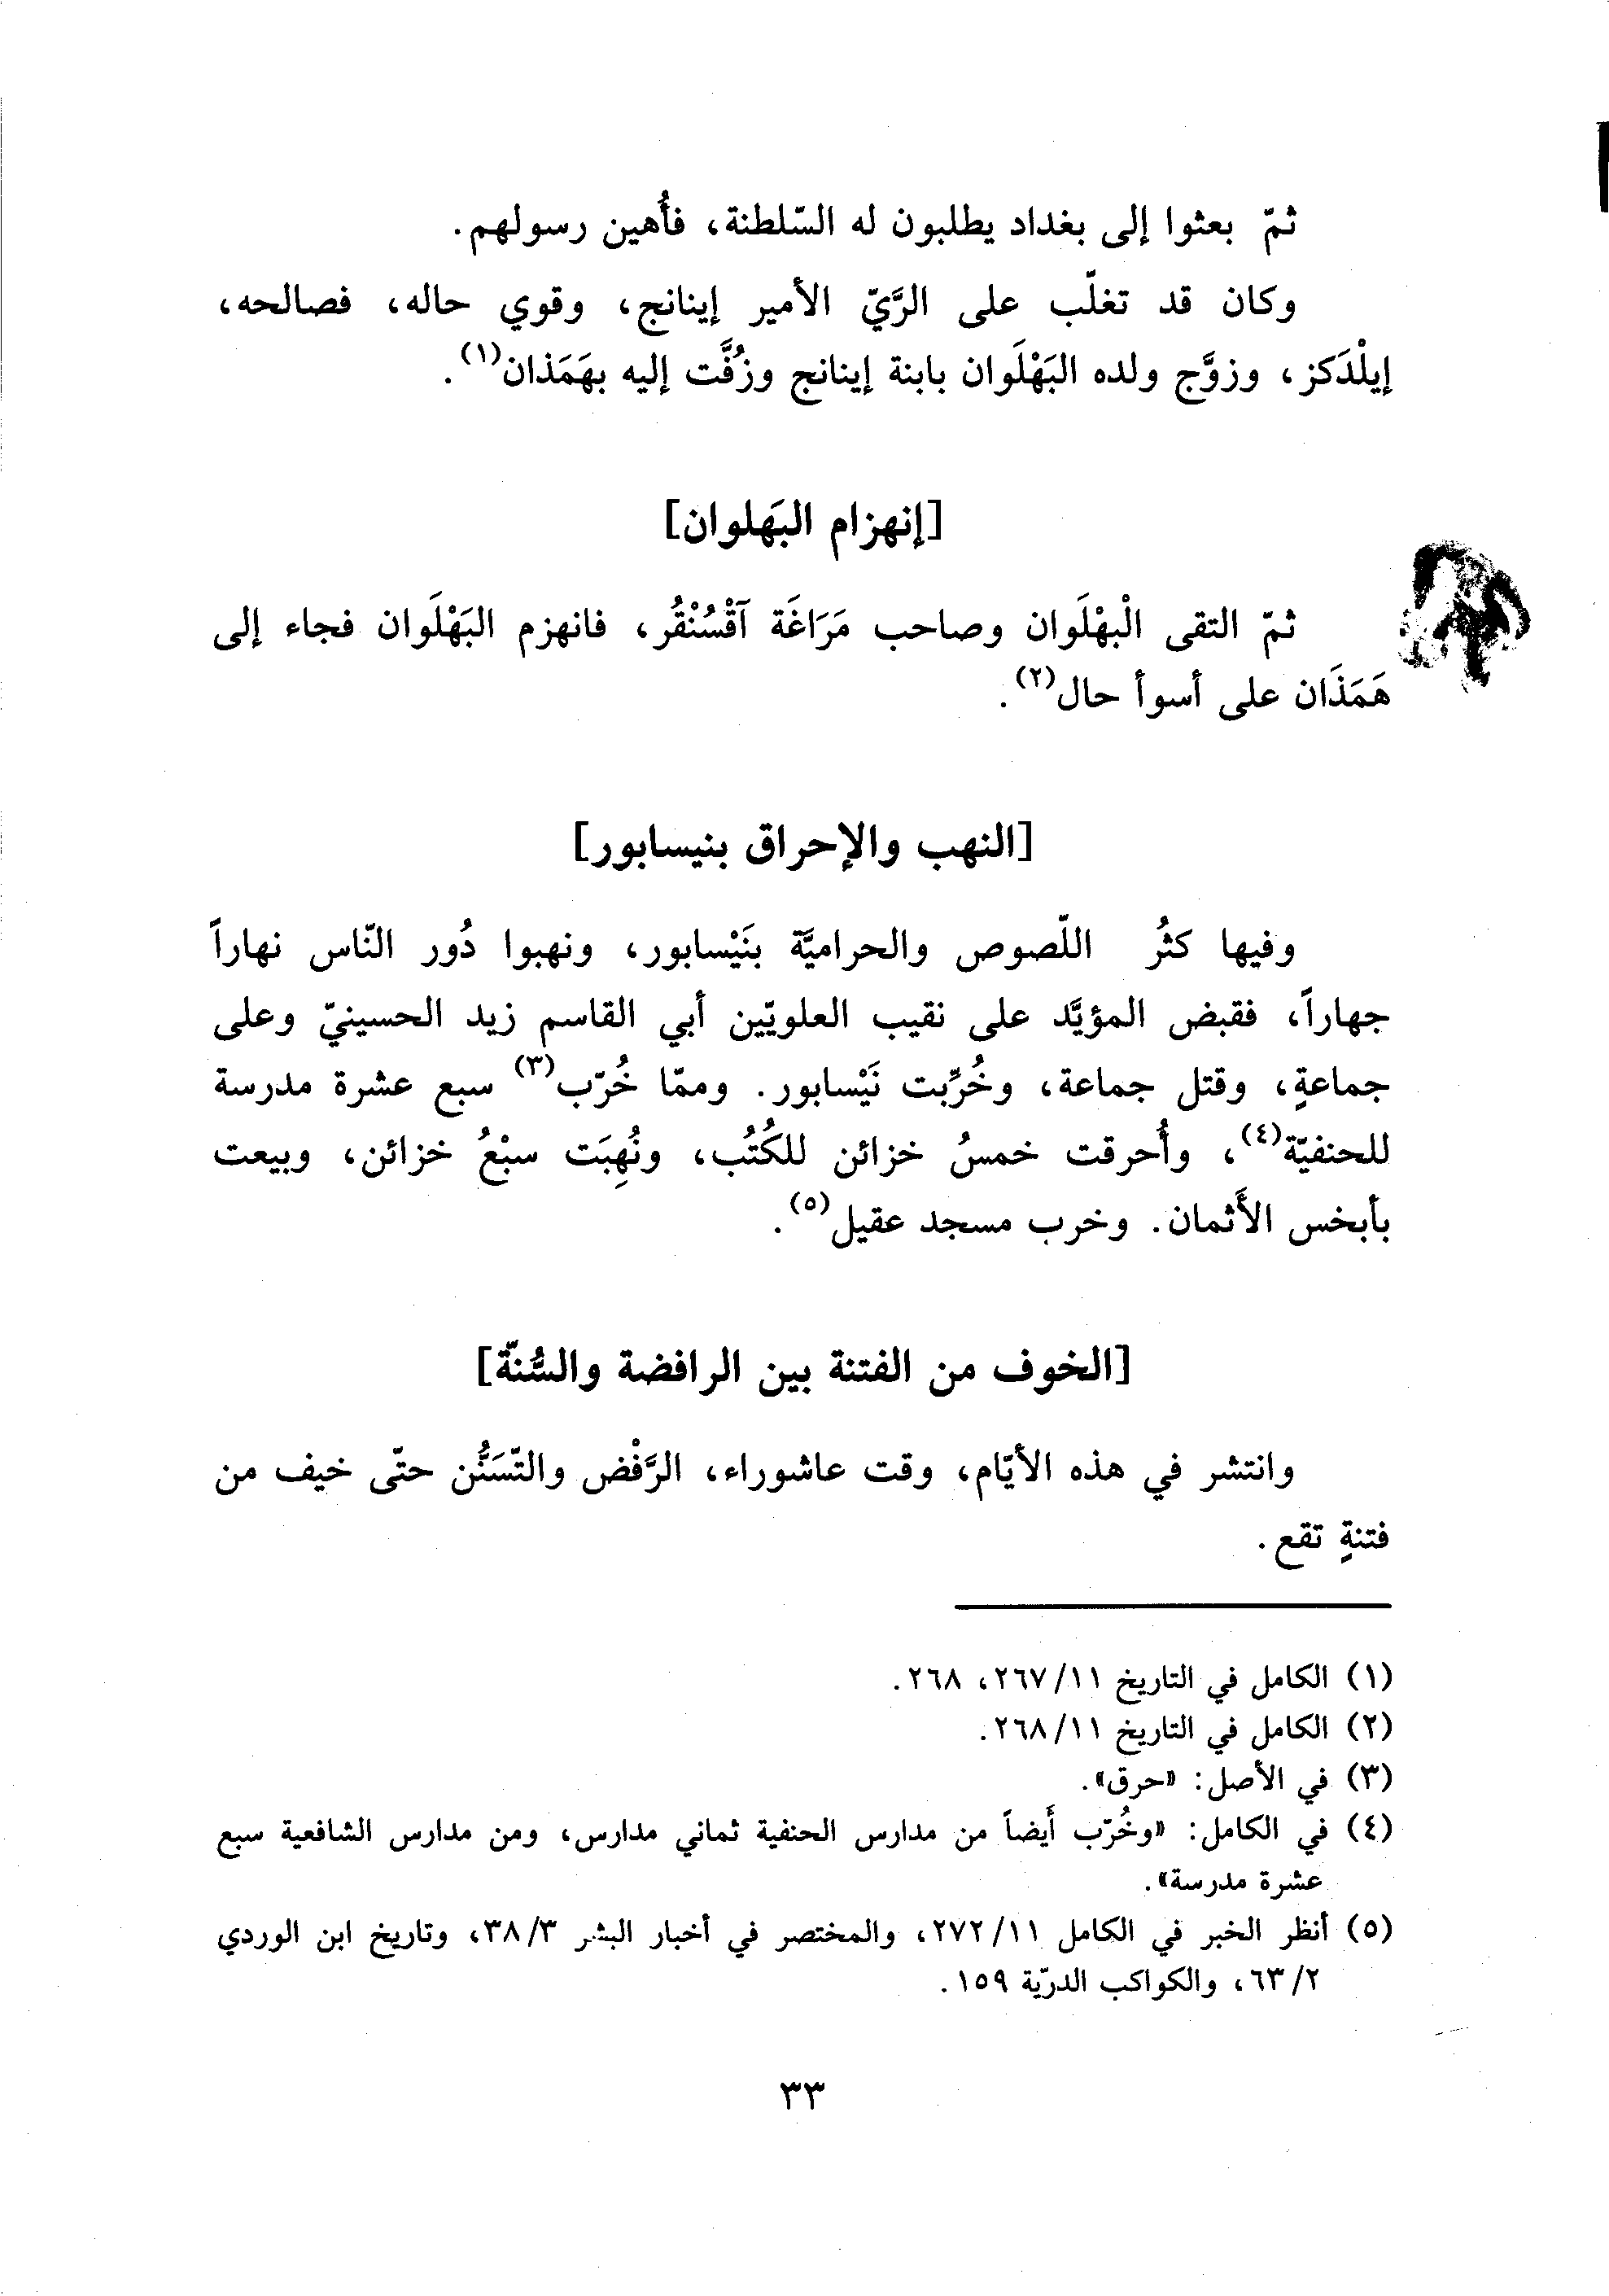 ثمّ بعثوا إلى بغداد يطلبون له السّلطنة، فأُهين رسولهم.
وكان قد تغلّب على الرَّيّ الأمير إينانج، وقوي حاله، فصالحه،
إيلْدَكز، وزوَّج ولده البَهْلَوان بابنة إينانج وزُفَّت إليه بهَمَذان(١).
[إنهزام البَهلوان]
ثمّ التقى الْبهْلَوان وصاحب مَرَاغَة آقْسُنْقُر، فانهزم البَهْلَوان فجاء إلى
هَمَذَان على أسوأ حال(٢).
[النهب والإحراق بنيسابور]
وفيها كثُر اللّصوص والحراميَّة بنَيْسابور، ونهبوا دُور النّاس نهاراً
جهاراً، فقبض المؤيَّد على نقيب العلويّين أبي القاسم زيد الحسينيّ وعلى
جماعةٍ، وقتل جماعة، وخُرِّبت نَيْسابور. وممّا خُرّب(٣) سبع عشرة مدرسة
للحنفيّة(٤)، وأُحرقت خمسُ خزائن للكُتُب، ونُهِبَت سبْعُ خزائن، وبيعت
بأبخس الأَثمان. وخرب مسجد عقيل(٥).
[الخوف من الفتنة بين الرافضة والسُّنّة]
وانتشر في هذه الأيّام، وقت عاشوراء، الرَّفْض والتّسَنُّن حتّى خيف من
فتنةٍ تقع.
(١) الكامل في التاريخ ١١/ ٢٦٧، ٢٦٨.
(٢) الكامل في التاريخ ١١/ ٢٦٨.
(٣) في الأصل: «حرق».
(٤) في الكامل: «وخُرّب أَيضاً من مدارس الحنفية ثماني مدارس، ومن مدارس الشافعية سبع
عشرة مدرسة».
(٥) أنظر الخبر في الكامل ١١/ ٢٧٢، والمختصر في أخبار البشر ٣/ ٣٨، وتاريخ ابن الوردي
٢/ ٦٣، والكواكب الدرّية ١٥٩.
٣٣